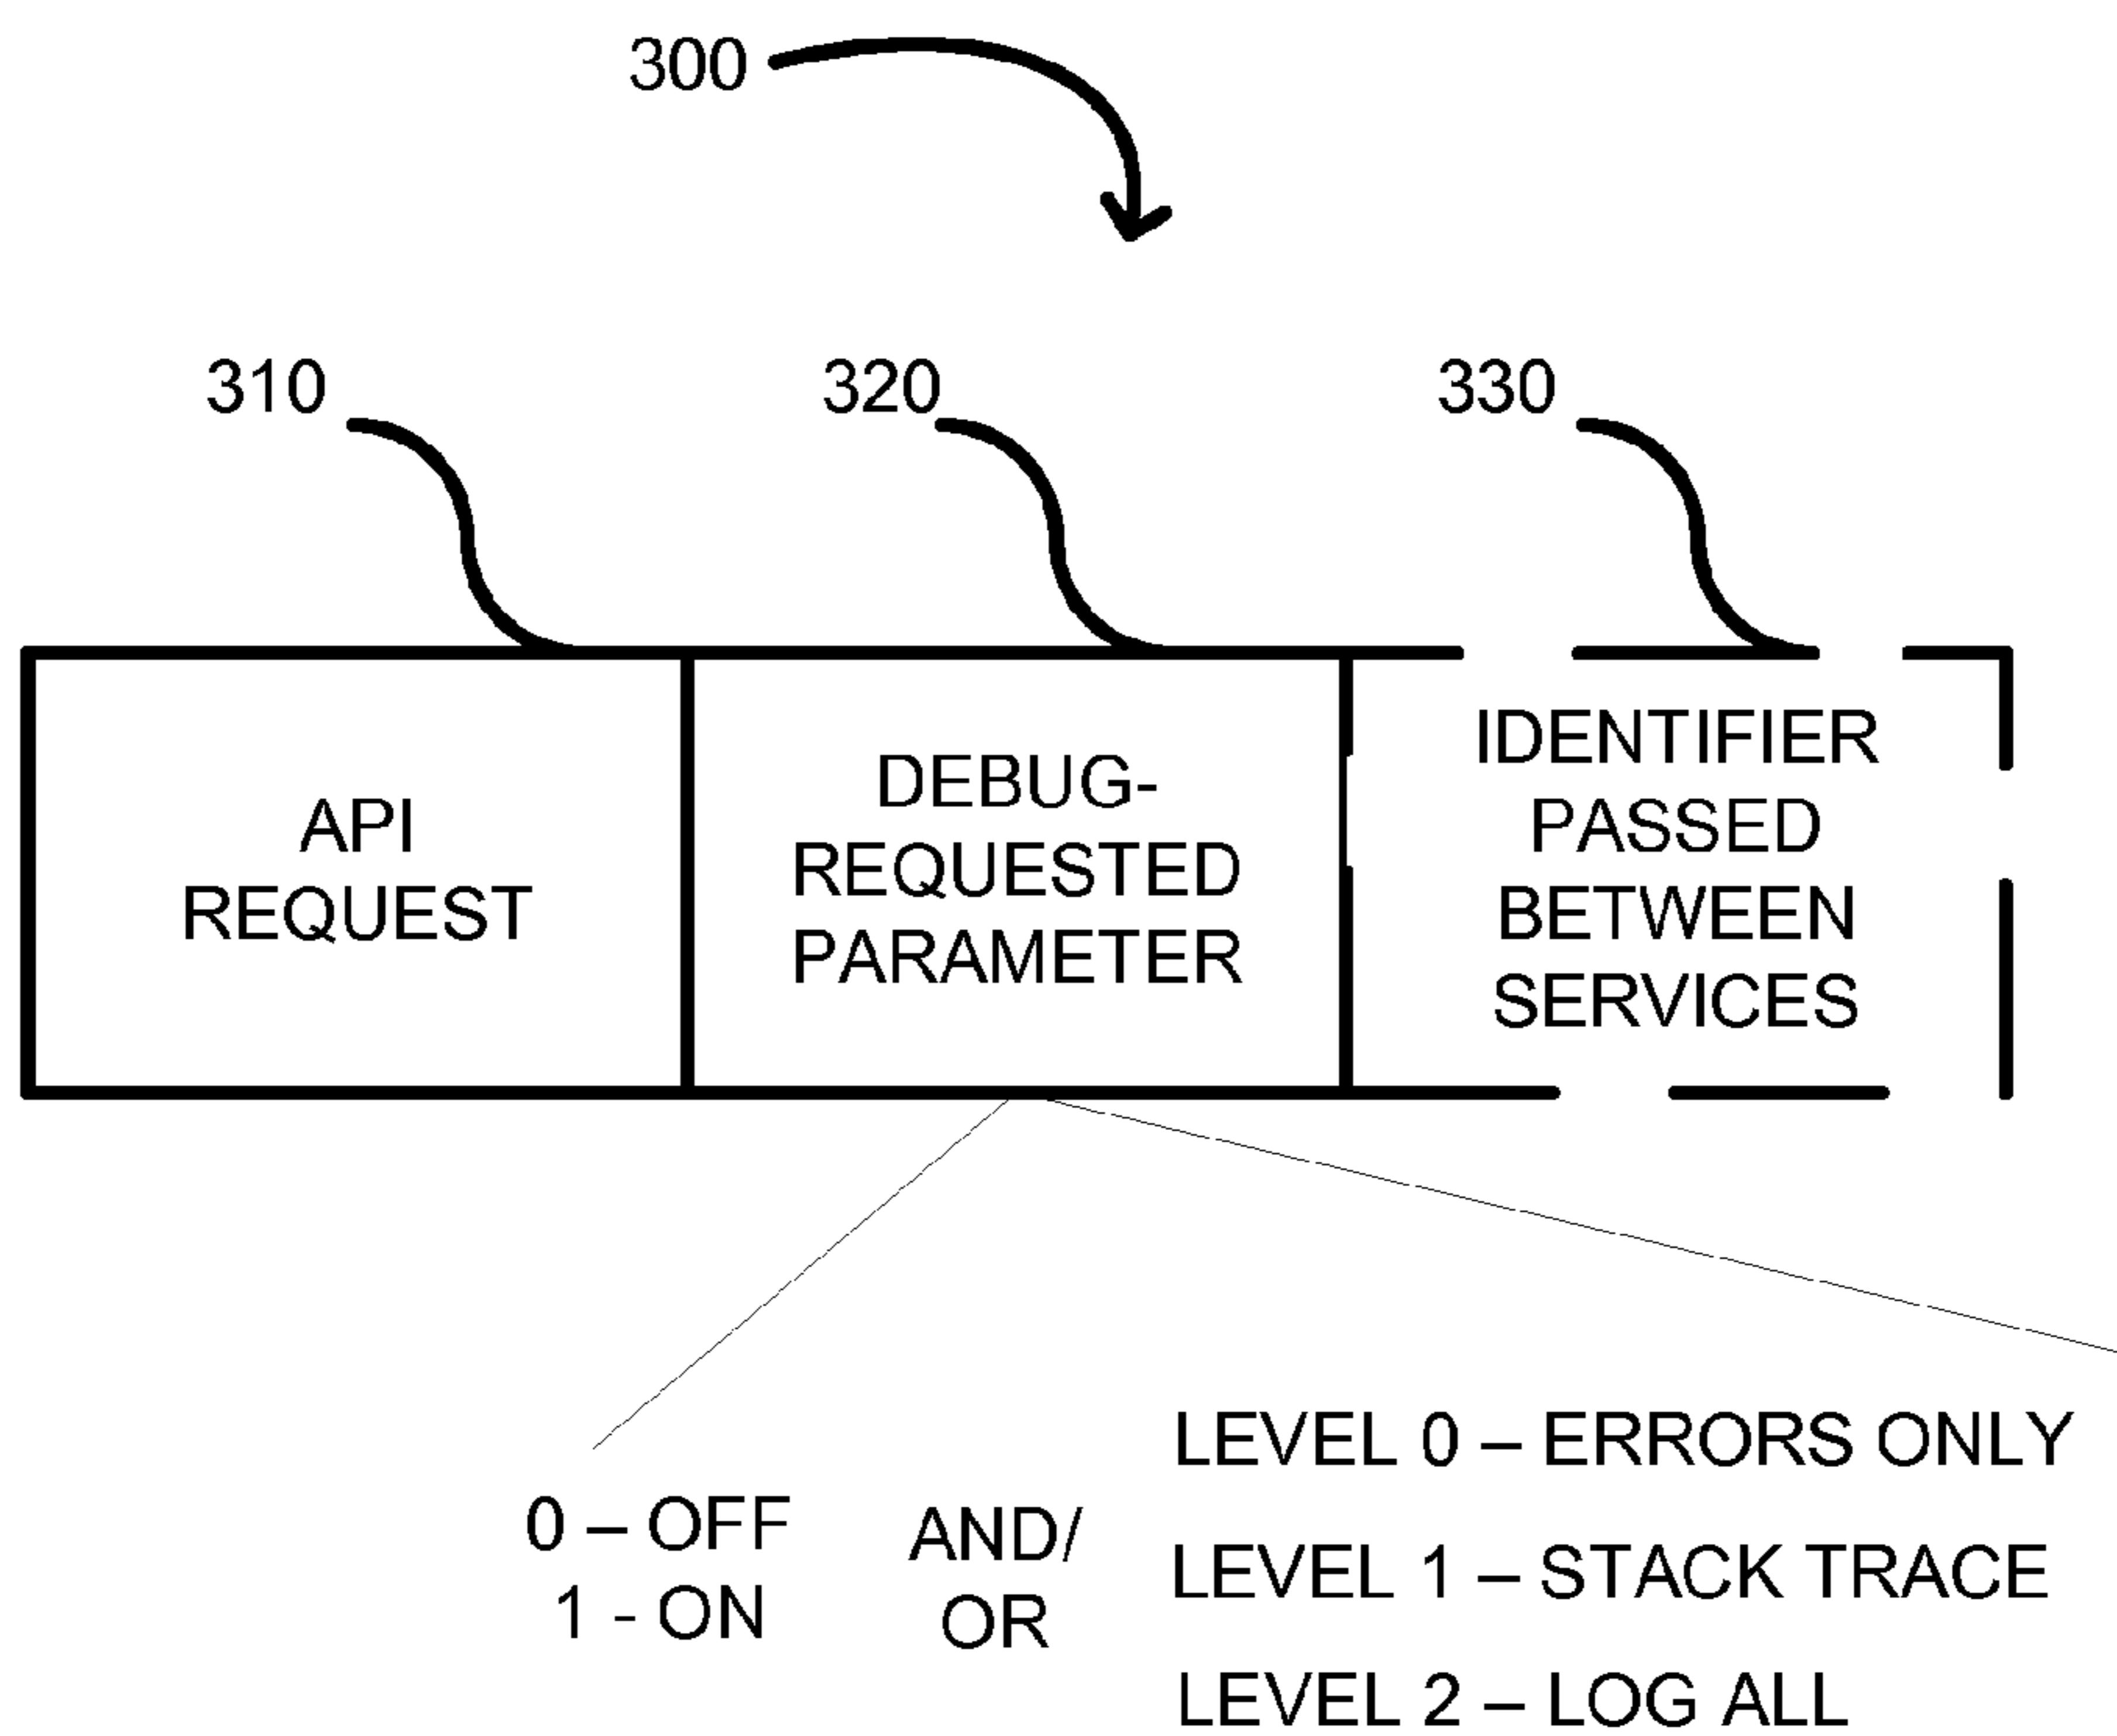 300
310
320
330
API
REQUEST
DEBUG-
REQUESTED
PARAMETER
IDENTIFIER
PASSED
BETWEEN
SERVICES
0 – OFF
1 - ON
AND/
OR
LEVEL 0 – ERRORS ONLY
LEVEL 1 – STACK TRACE
LEVEL 2 – LOG ALL